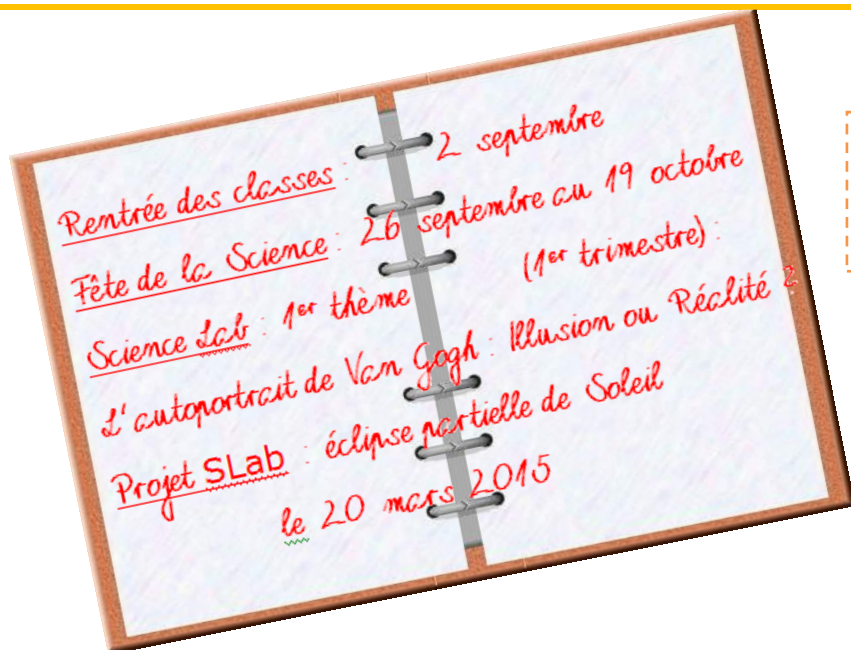 Rentrée des classes : 2 septembre
Fête de la Science : 26 septembre au 19 octobre
Science Lab : 1er thème (1er trimestre) :
L'autoportrait de Van Gogh : Illusion ou Réalité ?
Projet SLab : éclipse partielle de Soleil
le 20 mars 2015